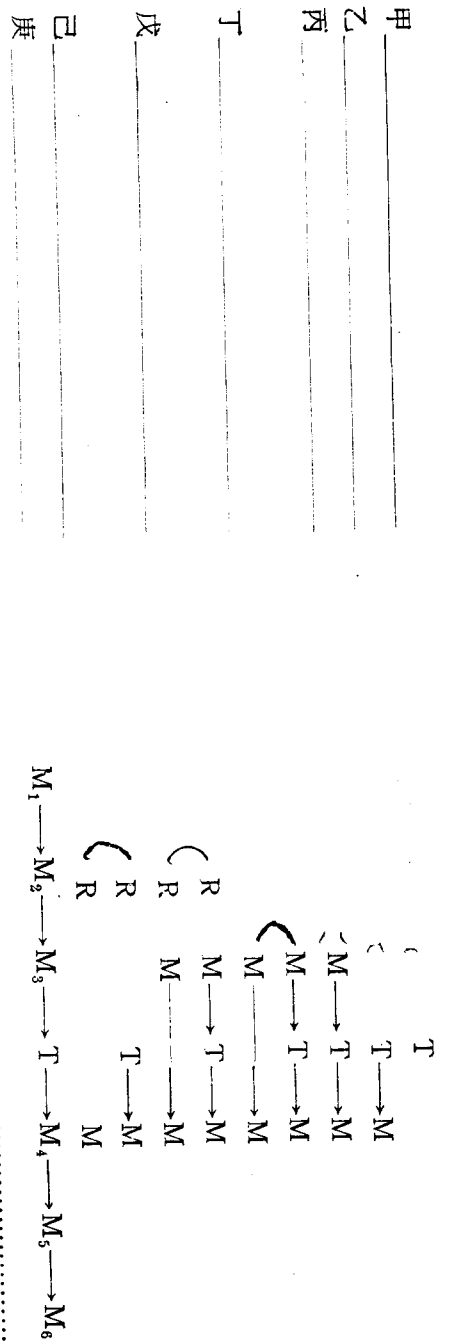 甲
乙
丙
丁
戊
己
庚
T
T→M
M→T→M
M→T→M
M→M
R M→T→M
R M→M
R T→M
R M
M₁→M₂→M₃→T→M₄→M₅→M₆